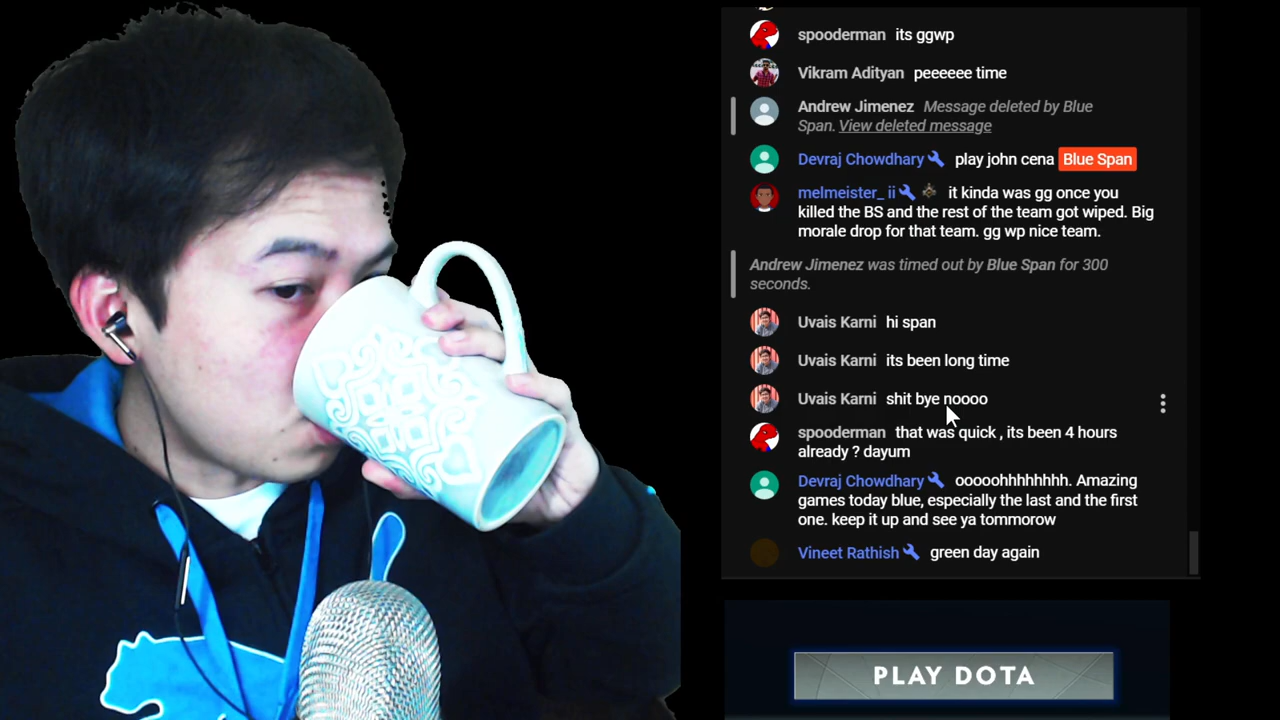 spooderman its ggwp
Vikram Adityan peeeeee time
Andrew Jimenez Message deleted by Blue
Span. View deleted message
Devraj Chowdhary play john cena Blue Span
melmeister_ ii it kinda was gg once you
killed the BS and the rest of the team got wiped. Big
morale drop for that team. gg wp nice team.
Andrew Jimenez was timed out by Blue Span for 300
seconds.
Uvais Karni hi span
Uvais Karni its been long time
Uvais Karni shit bye noooo
spooderman that was quick , its been 4 hours
already ? dayum
Devraj Chowdhary ooooohhhhhhhh. Amazing
games today blue, especially the last and the first
one. keep it up and see ya tommorow
Vineet Rathish green day again
PLAY DOTA